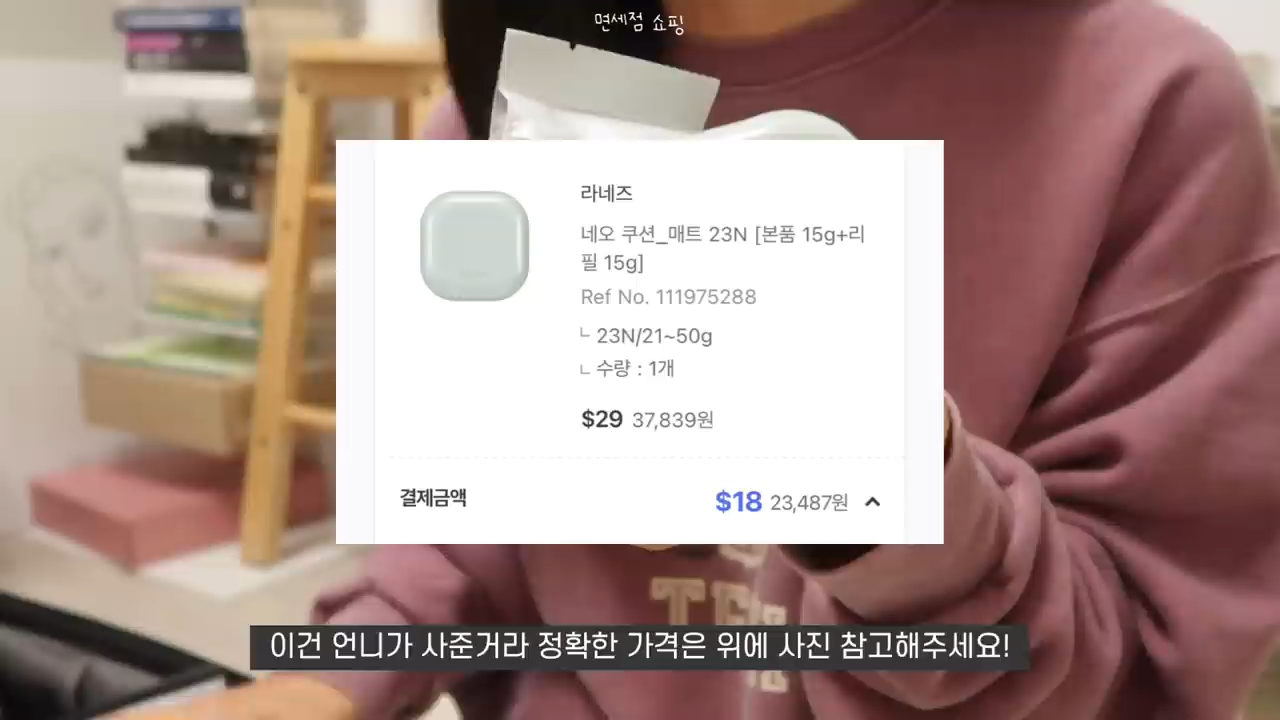 면세점 쇼핑
라네즈
네오 쿠션_매트 23N [본품 15g+리
필 15g]
Ref No. 111975288
ㄴ 23N/21~50g
ㄴ 수량 : 1개
$29 37,839원
결제금액 $18 23,487원
이건 언니가 사준거라 정확한 가격은 위에 사진 참고해주세요!